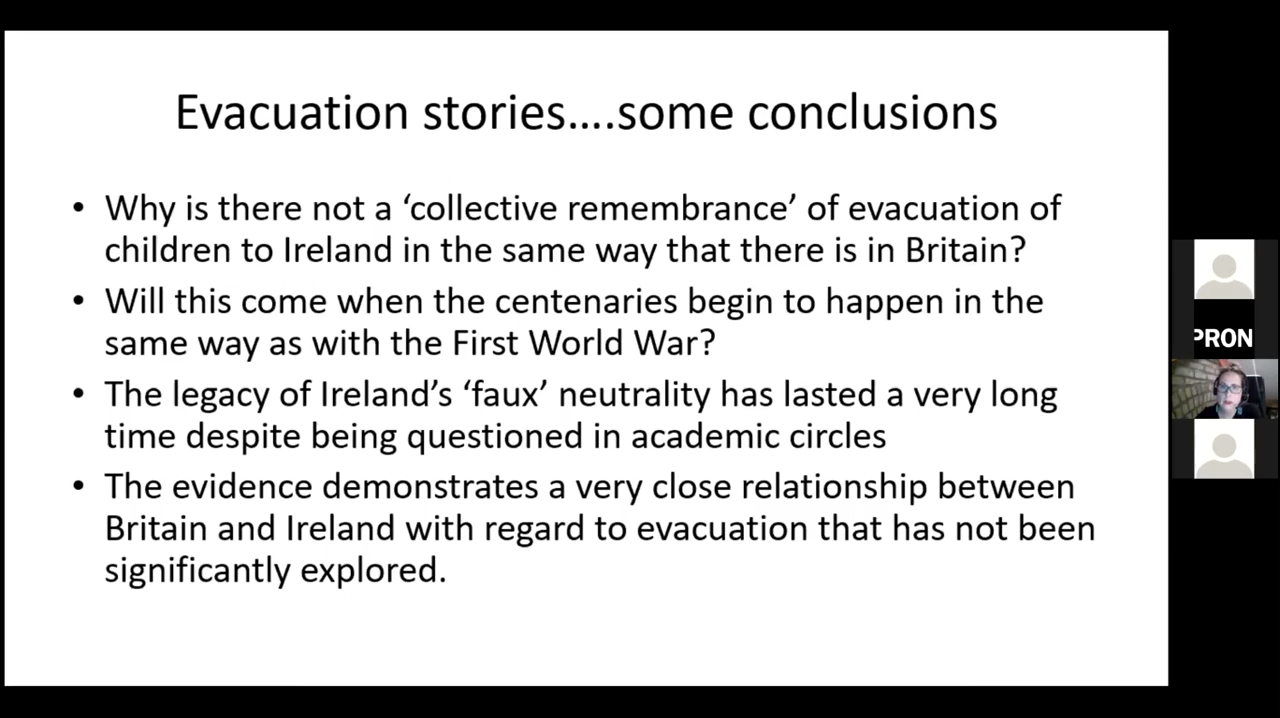 Evacuation stories....some conclusions
• Why is there not a ‘collective remembrance’ of evacuation of
children to Ireland in the same way that there is in Britain?
• Will this come when the centenaries begin to happen in the
same way as with the First World War?
• The legacy of Ireland’s ‘faux’ neutrality has lasted a very long
time despite being questioned in academic circles
• The evidence demonstrates a very close relationship between
Britain and Ireland with regard to evacuation that has not been
significantly explored.
PRON